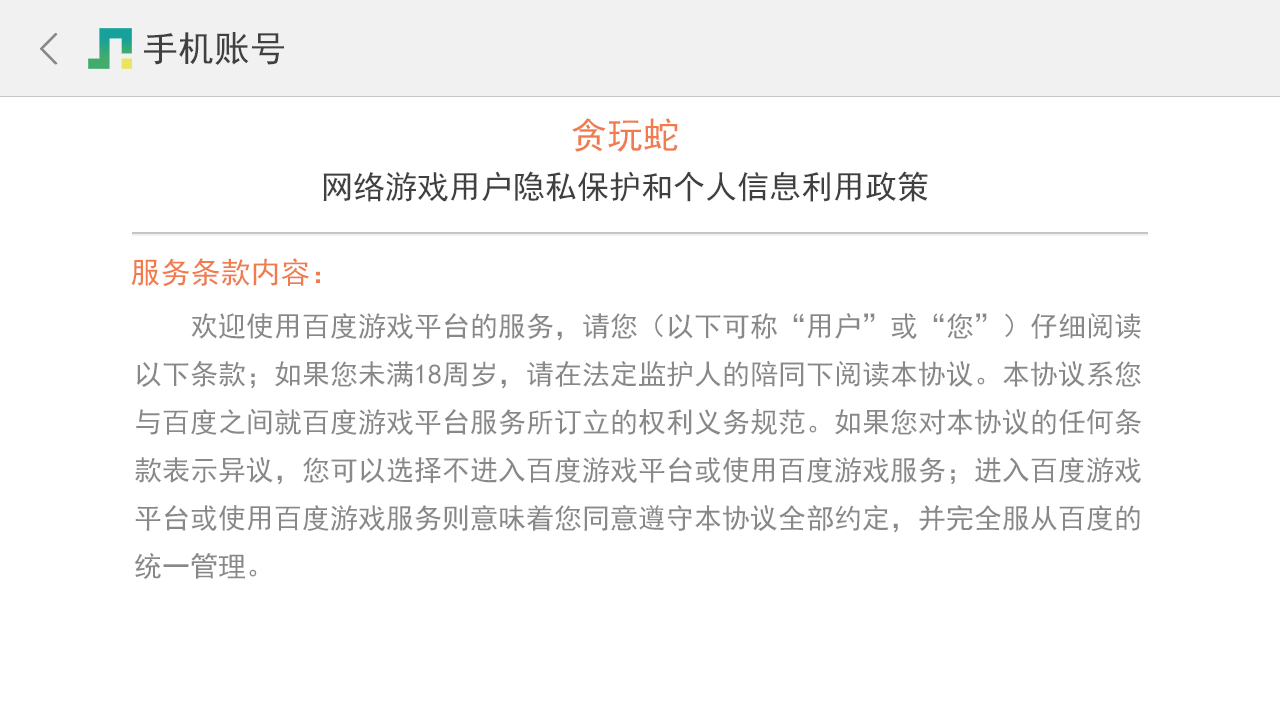 手机账号
贪玩蛇
网络游戏用户隐私保护和个人信息利用政策
服务条款内容：
欢迎使用百度游戏平台的服务，请您（以下可称“用户”或“您”）仔细阅读
以下条款；如果您未满18周岁，请在法定监护人的陪同下阅读本协议。本协议系您
与百度之间就百度游戏平台服务所订立的权利义务规范。如果您对本协议的任何条
款表示异议，您可以选择不进入百度游戏平台或使用百度游戏服务；进入百度游戏
平台或使用百度游戏服务则意味着您同意遵守本协议全部约定，并完全服从百度的
统一管理。